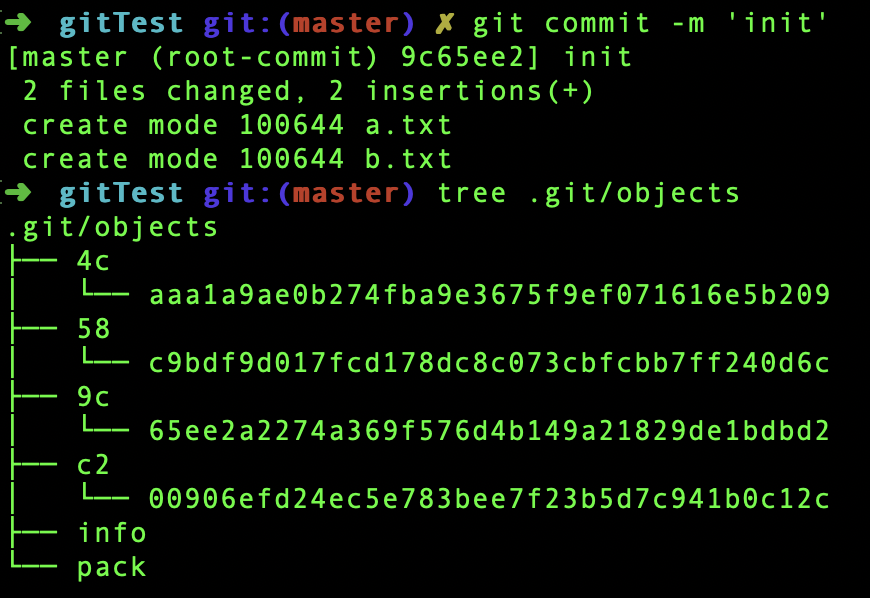 ➜ gitTest git:(master) ✗ git commit -m 'init'
[master (root-commit) 9c65ee2] init
 2 files changed, 2 insertions(+)
 create mode 100644 a.txt
 create mode 100644 b.txt
➜ gitTest git:(master) tree .git/objects
.git/objects
├── 4c
│   └── aaa1a9ae0b274fba9e3675f9ef071616e5b209
├── 58
│   └── c9bdf9d017fcd178dc8c073cbfcbb7ff240d6c
├── 9c
│   └── 65ee2a2274a369f576d4b149a21829de1bdbd2
├── c2
│   └── 00906efd24ec5e783bee7f23b5d7c941b0c12c
├── info
└── pack